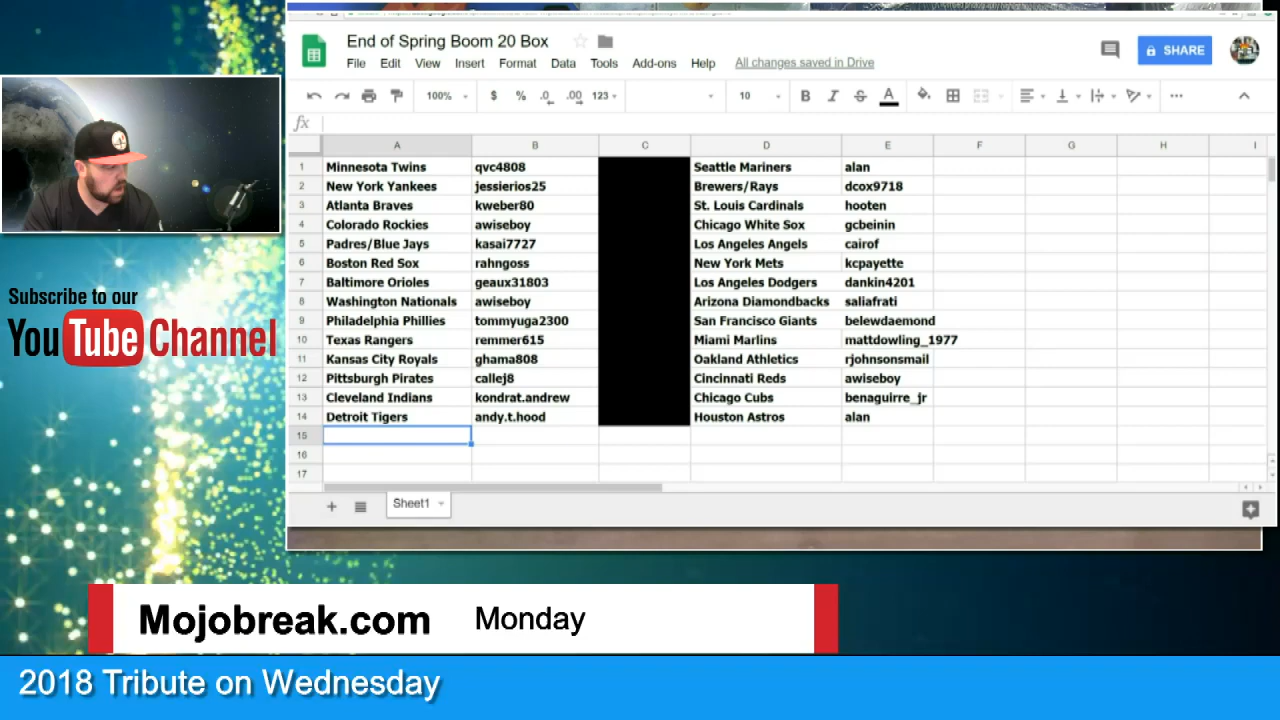 End of Spring Boom 20 Box
File Edit View Insert Format Data Tools Add-ons Help All changes saved in Drive
SHARE
100% $ % .0 .00 123 10 B I S A
fx
A B C D E F G H I
1 Minnesota Twins qvc4808 Seattle Mariners alan
2 New York Yankees jessierios25 Brewers/Rays dcox9718
3 Atlanta Braves kweber80 St. Louis Cardinals hooten
4 Colorado Rockies awiseboy Chicago White Sox gcbeinin
5 Padres/Blue Jays kasai7727 Los Angeles Angels cairof
6 Boston Red Sox rahngoss New York Mets kcpayette
7 Baltimore Orioles geaux31803 Los Angeles Dodgers dankin4201
8 Washington Nationals awiseboy Arizona Diamondbacks saliafrati
9 Philadelphia Phillies tommyuga2300 San Francisco Giants belewdaemond
10 Texas Rangers remmer615 Miami Marlins mattdowling_1977
11 Kansas City Royals ghama808 Oakland Athletics rjohnsonsmail
12 Pittsburgh Pirates callej8 Cincinnati Reds awiseboy
13 Cleveland Indians kondrat.andrew Chicago Cubs benaguirre_jr
14 Detroit Tigers andy.t.hood Houston Astros alan
15
16
17
Sheet1
Subscribe to our
YouTube Channel
Mojobreak.com Monday
2018 Tribute on Wednesday